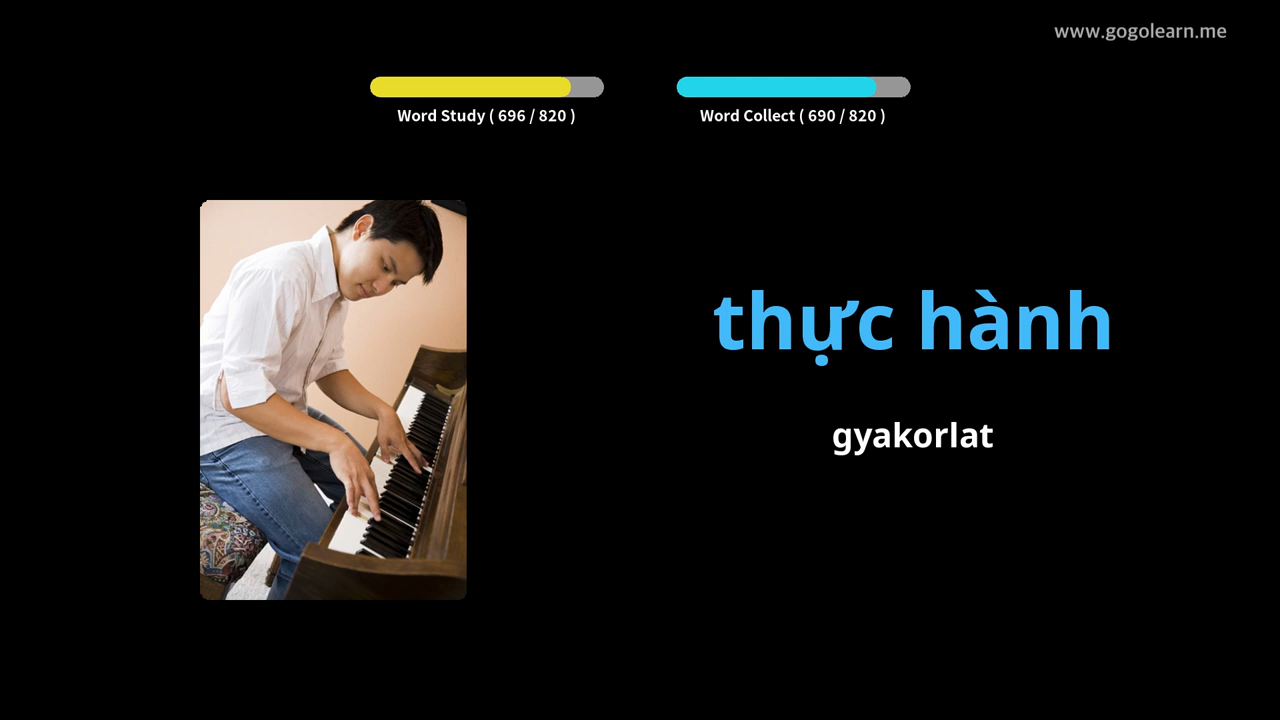 www.gogolearn.me
Word Study ( 696 / 820 )
Word Collect ( 690 / 820 )
thực hành
gyakorlat